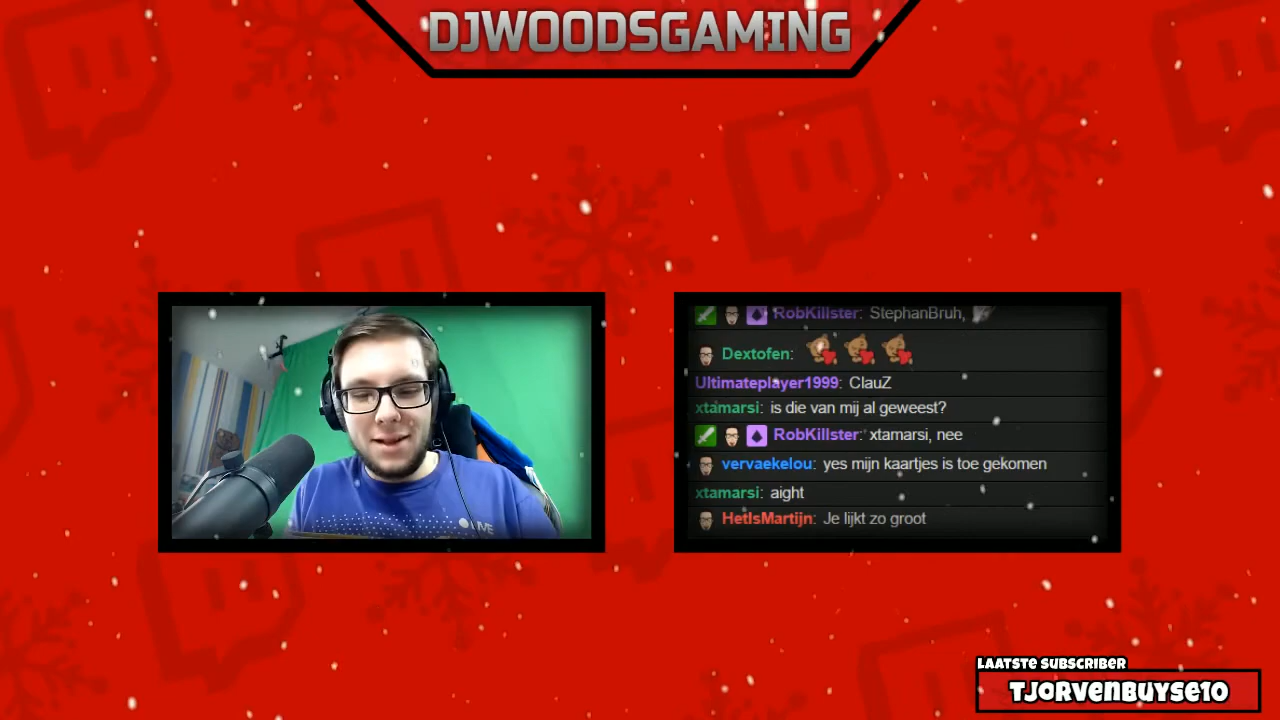 DJWOODSGAMING
RobKillster: StephanBruh,
Dextofen:
Ultimateplayer1999: ClauZ
xtamarsi: is die van mij al geweest?
RobKillster: xtamarsi, nee
vervaekelou: yes mijn kaartjes is toe gekomen
xtamarsi: aight
HetIsMartijn: Je lijkt zo groot
LIVE
LAATSTE SUBSCRIBER
TJORVENBUYSE10